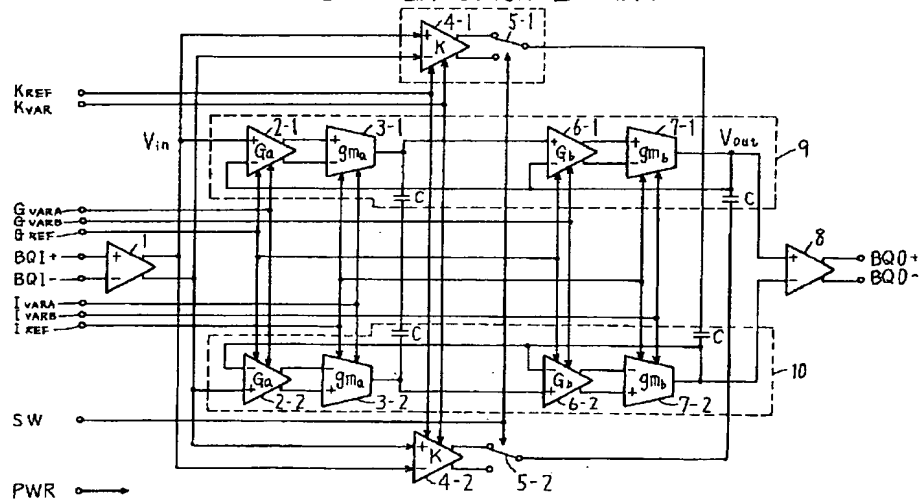 4-1
5-1
+
K
-
KREF
KVAR
2-1
3-1
6-1
7-1
Vin
Vout
9
+
Ga
-
gma
+
Gb
-
+
gmb
-
C
C
GVARA
GVARB
GREF
1
8
BQI+
+
+
BQO+
BQI-
-
-
BQO-
IVARA
IVARB
IREF
C
C
10
-
Ga
+
gma
-
Gb
+
-
gmb
+
2-2
3-2
6-2
7-2
SW
+
K
-
4-2
5-2
PWR